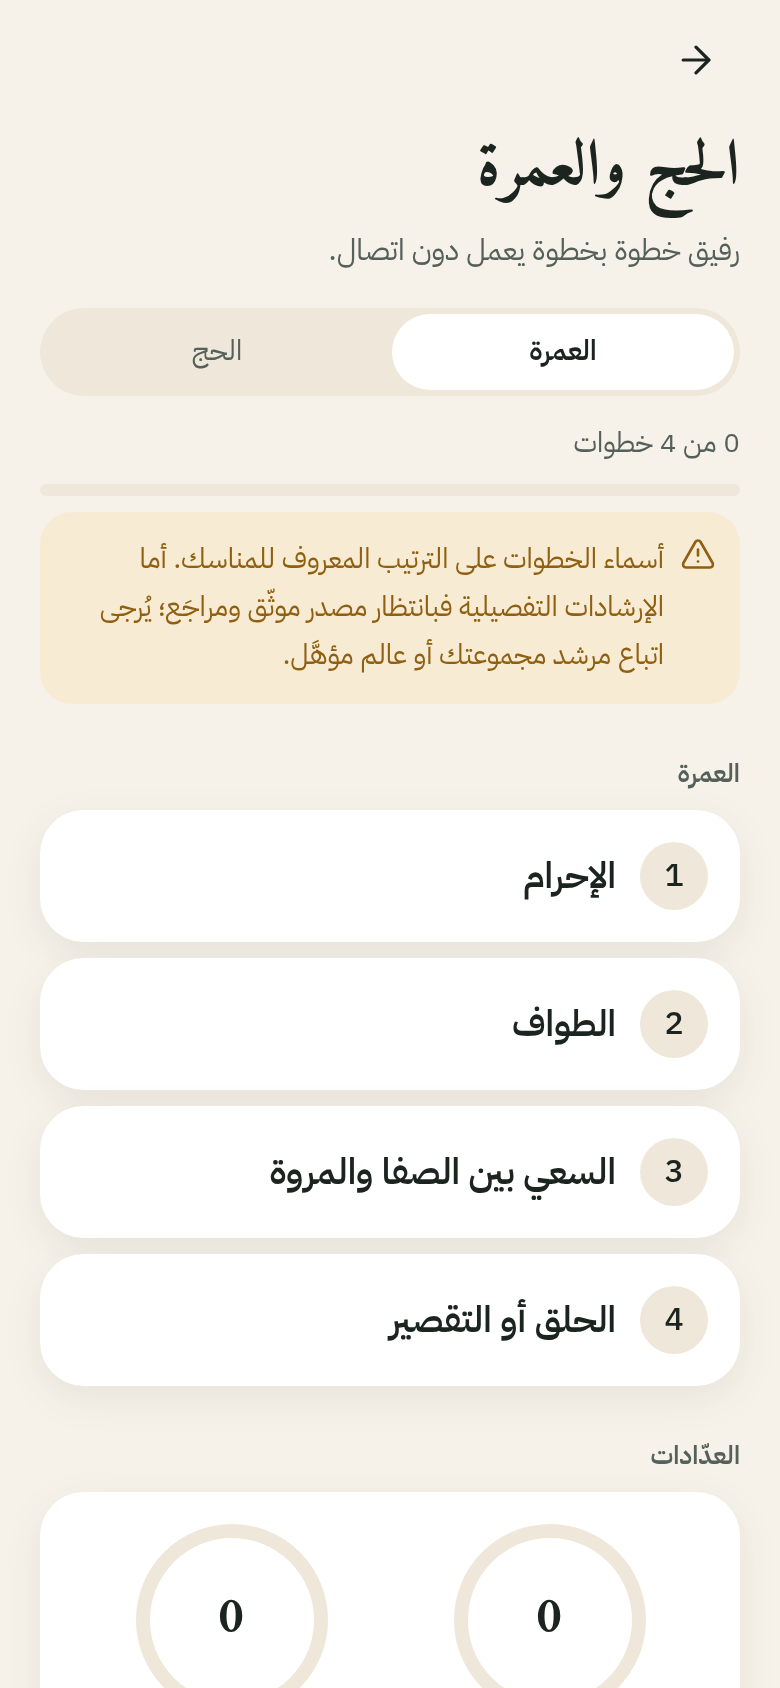 الحج والعمرة
رفيق خطوة بخطوة يعمل دون اتصال.
العمرة
الحج
0 من 4 خطوات
أسماء الخطوات على الترتيب المعروف للمناسك. أما
الإرشادات التفصيلية فبانتظار مصدر موثّق ومراجَع؛ يُرجى
اتباع مرشد مجموعتك أو عالم مؤهَّل.
العمرة
1 الإحرام
2 الطواف
3 السعي بين الصفا والمروة
4 الحلق أو التقصير
العدّادات
0
0